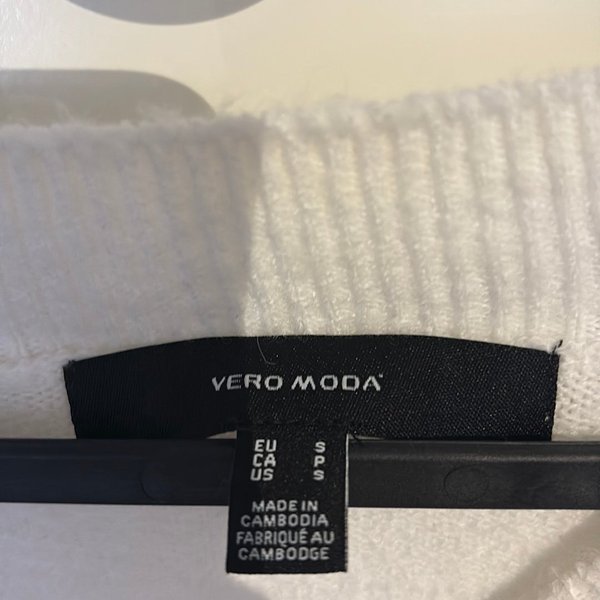 VERO MODA
EU S
CA P
US S
MADE IN
CAMBODIA
FABRIQUÉ AU
CAMBODGE